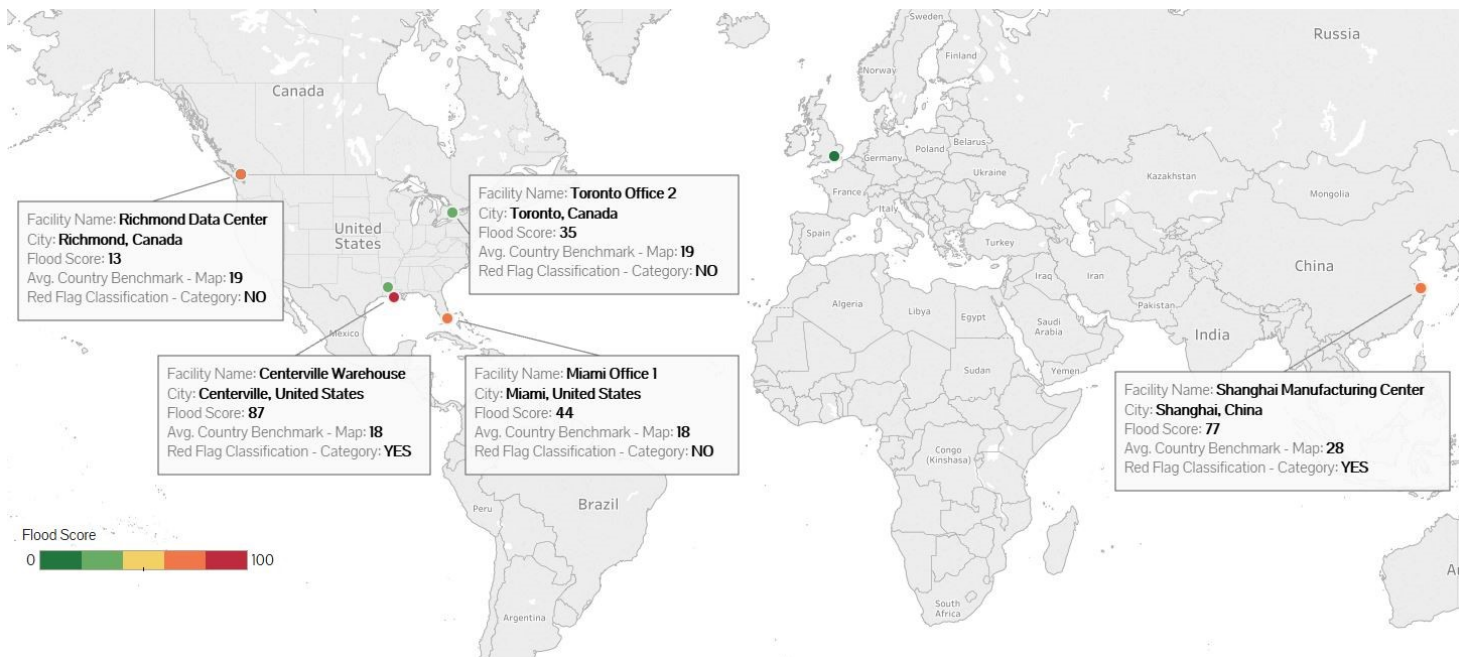 Sweden
Finland
Russia
Norway
Canada
Belarus
Poland
Germany
Ukraine
Kazakhstan
Mongolia
France
Italy
Spain
Turkey
United
States
China
Iraq
Iran
Pakistan
Algeria
Libya
Egypt
Saudi
Arabia
India
Mexico
Sudan
Yemen
Congo
(Kinshasa)
Peru
Brazil
South
Africa
Argentina
Au
Facility Name: Richmond Data Center
City: Richmond, Canada
Flood Score: 13
Avg. Country Benchmark - Map: 19
Red Flag Classification - Category: NO
Facility Name: Toronto Office 2
City: Toronto, Canada
Flood Score: 35
Avg. Country Benchmark - Map: 19
Red Flag Classification - Category: NO
Facility Name: Centerville Warehouse
City: Centerville, United States
Flood Score: 87
Avg. Country Benchmark - Map: 18
Red Flag Classification - Category: YES
Facility Name: Miami Office 1
City: Miami, United States
Flood Score: 44
Avg. Country Benchmark - Map: 18
Red Flag Classification - Category: NO
Facility Name: Shanghai Manufacturing Center
City: Shanghai, China
Flood Score: 77
Avg. Country Benchmark - Map: 28
Red Flag Classification - Category: YES
Flood Score
0 100